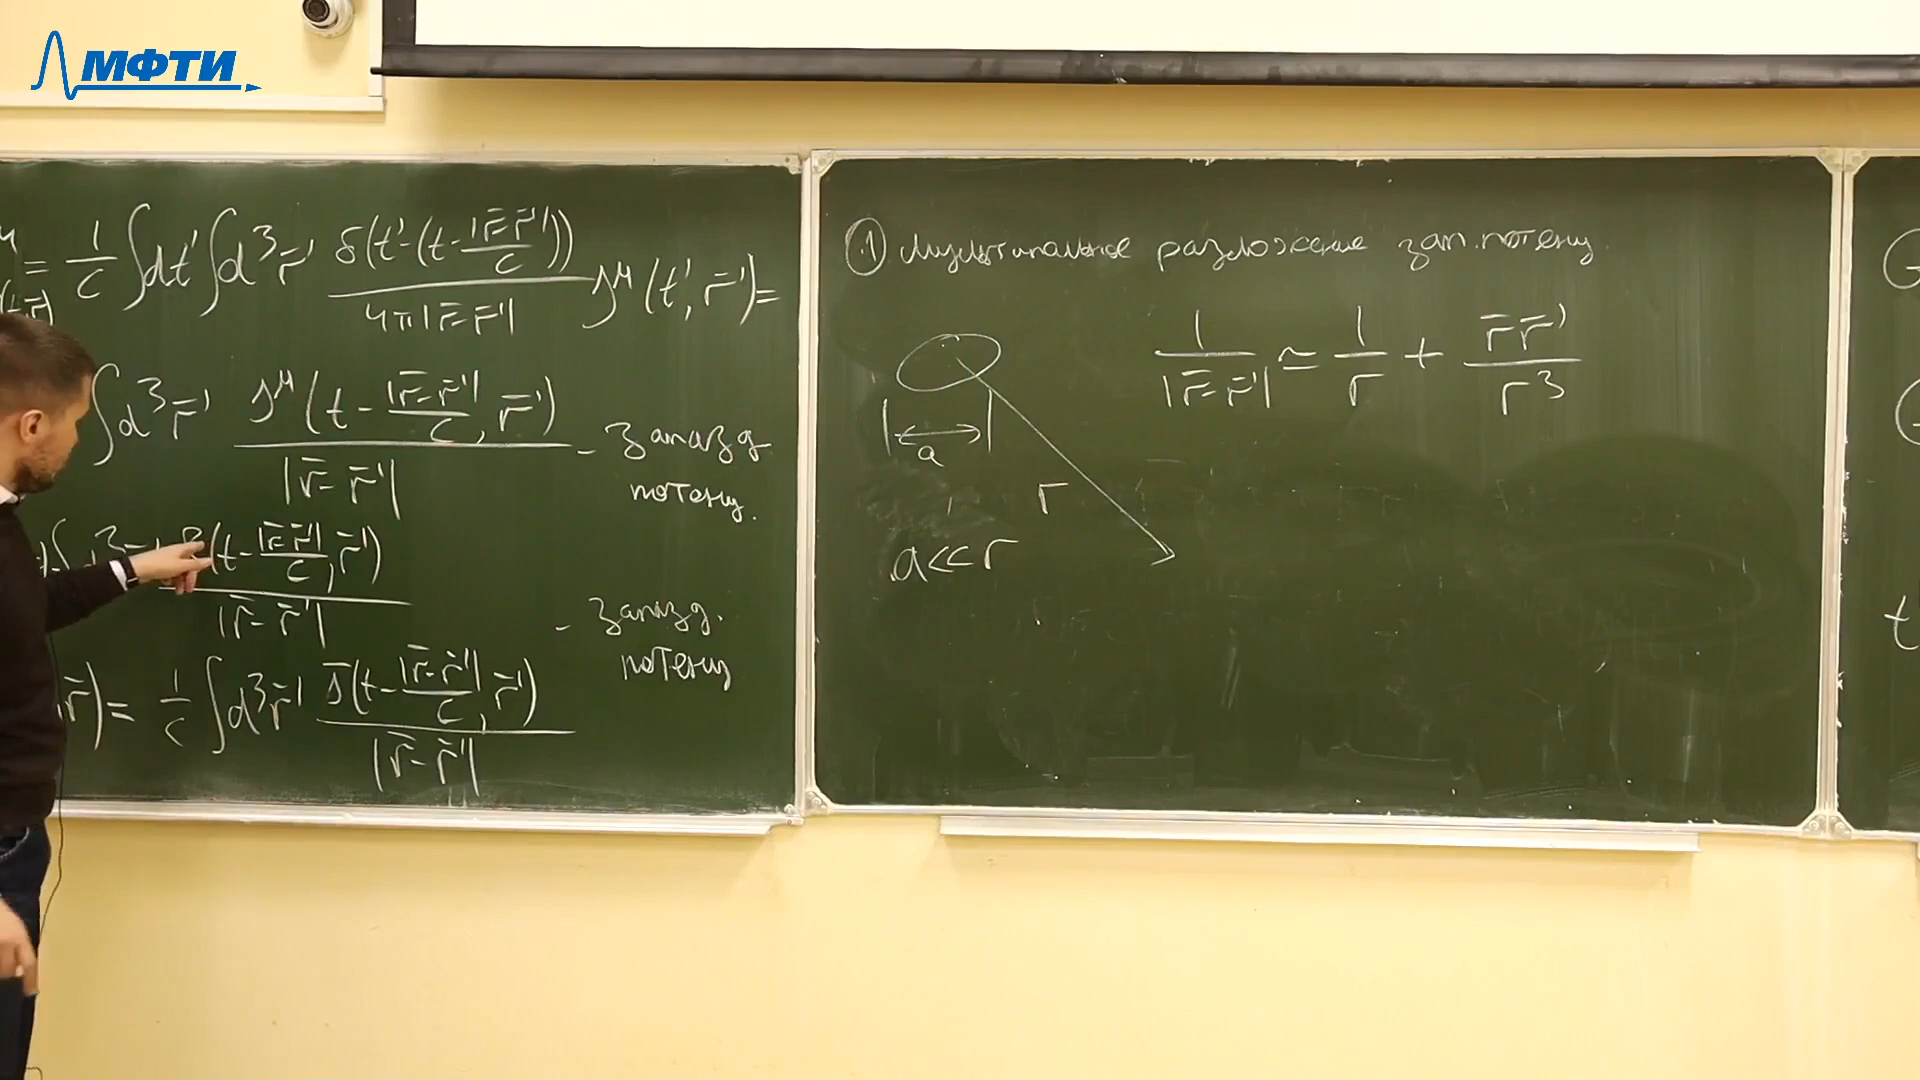 МФТИ
= 1/c ∫dt' ∫d³r̄' δ(t'-(t-|r̄-r̄'|/c)) / 4π|r̄-r̄'| j^μ(t', r̄') =
∫d³r̄' j^μ(t - |r̄-r̄'|/c, r̄') / |r̄-r̄'| - запазд.
потенц.
(t-|r̄-r̄'|/c, r̄') / |r̄-r̄'| - запазд.
потенц
r̄) = 1/c ∫d³r̄' j̄(t-|r̄-r̄'|/c, r̄') / |r̄-r̄'|
1 Мультипольное разложение зап. потенц.
1/|r̄-r̄'| ≃ 1/r + r̄r̄'/r³
a
r
a<<r
G
t